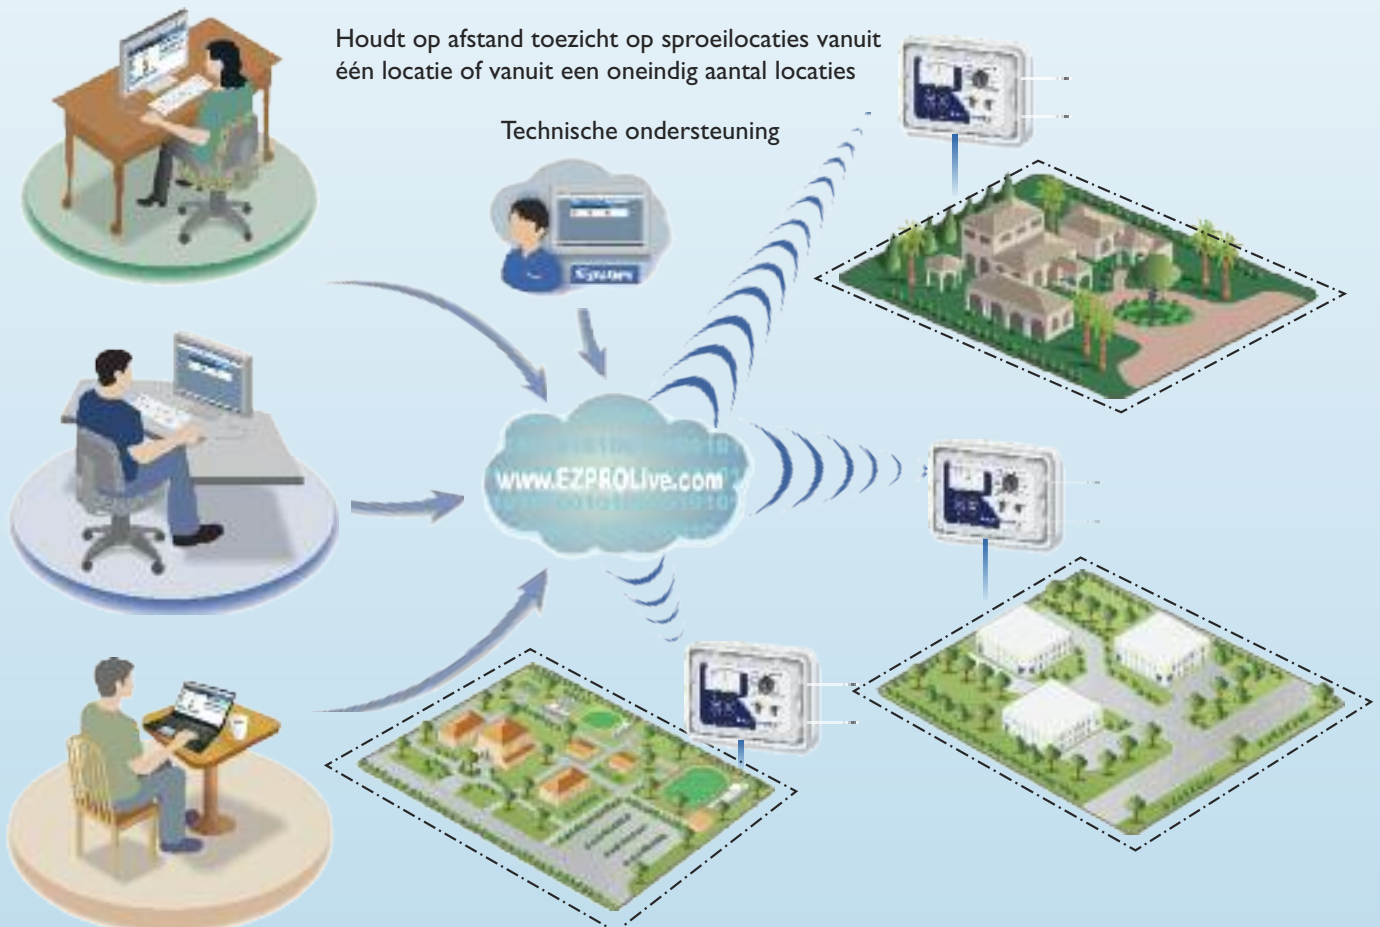 Houdt op afstand toezicht op sproeilocaties vanuit
één locatie of vanuit een oneindig aantal locaties
Technische ondersteuning
www.EZPROLive.com